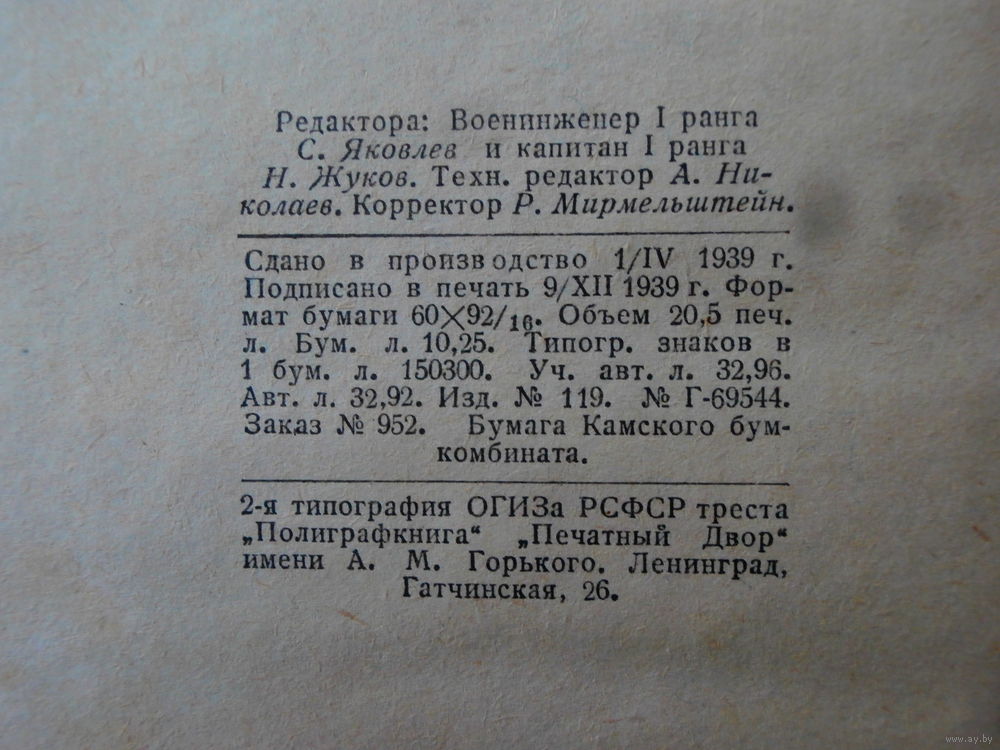 Редактора: Военинженер I ранга
С. Яковлев и капитан I ранга
Н. Жуков. Техн. редактор А. Ни-
колаев. Корректор Р. Мирмельштейн.
Сдано в производство 1/IV 1939 г.
Подписано в печать 9/XII 1939 г. Фор-
мат бумаги 60×92/16. Объем 20,5 печ.
л. Бум. л. 10,25. Типогр. знаков в
1 бум. л. 150300. Уч. авт. л. 32,96.
Авт. л. 32,92. Изд. № 119. № Г-69544.
Заказ № 952. Бумага Камского бум-
комбината.
2-я типография ОГИЗа РСФСР треста
„Полиграфкнига“ „Печатный Двор“
имени А. М. Горького. Ленинград,
Гатчинская, 26.
www.ay.by